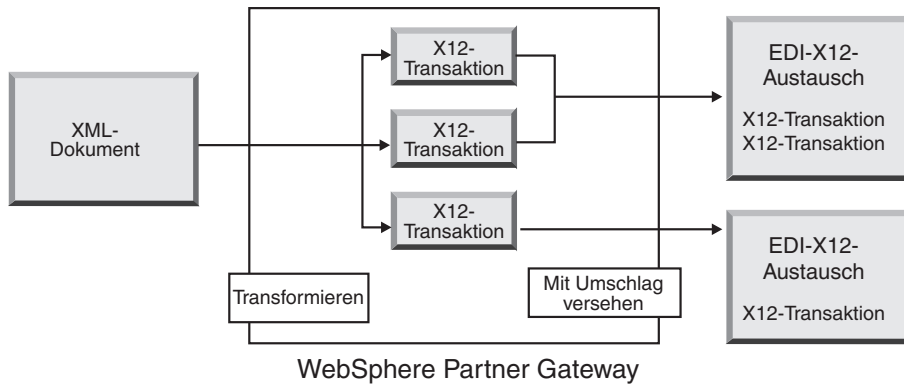 XML-
Dokument
X12-
Transaktion
X12-
Transaktion
X12-
Transaktion
EDI-X12-
Austausch
X12-Transaktion
X12-Transaktion
EDI-X12-
Austausch
X12-Transaktion
Transformieren
Mit Umschlag
versehen
WebSphere Partner Gateway